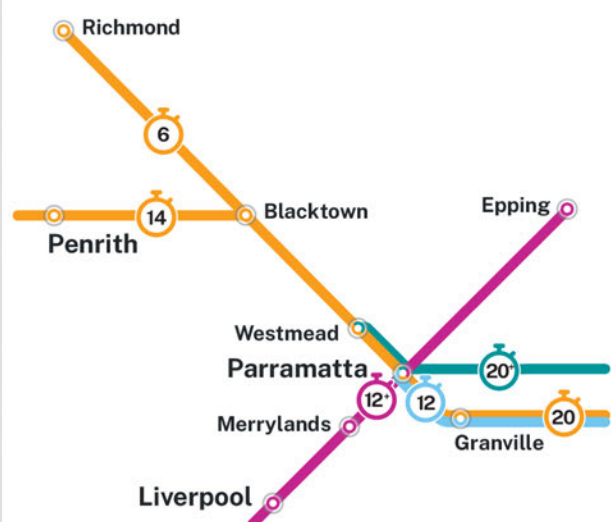 Richmond
6
14
Blacktown
Epping
Penrith
Westmead
Parramatta
20+
12+
12
20
Merrylands
Granville
Liverpool